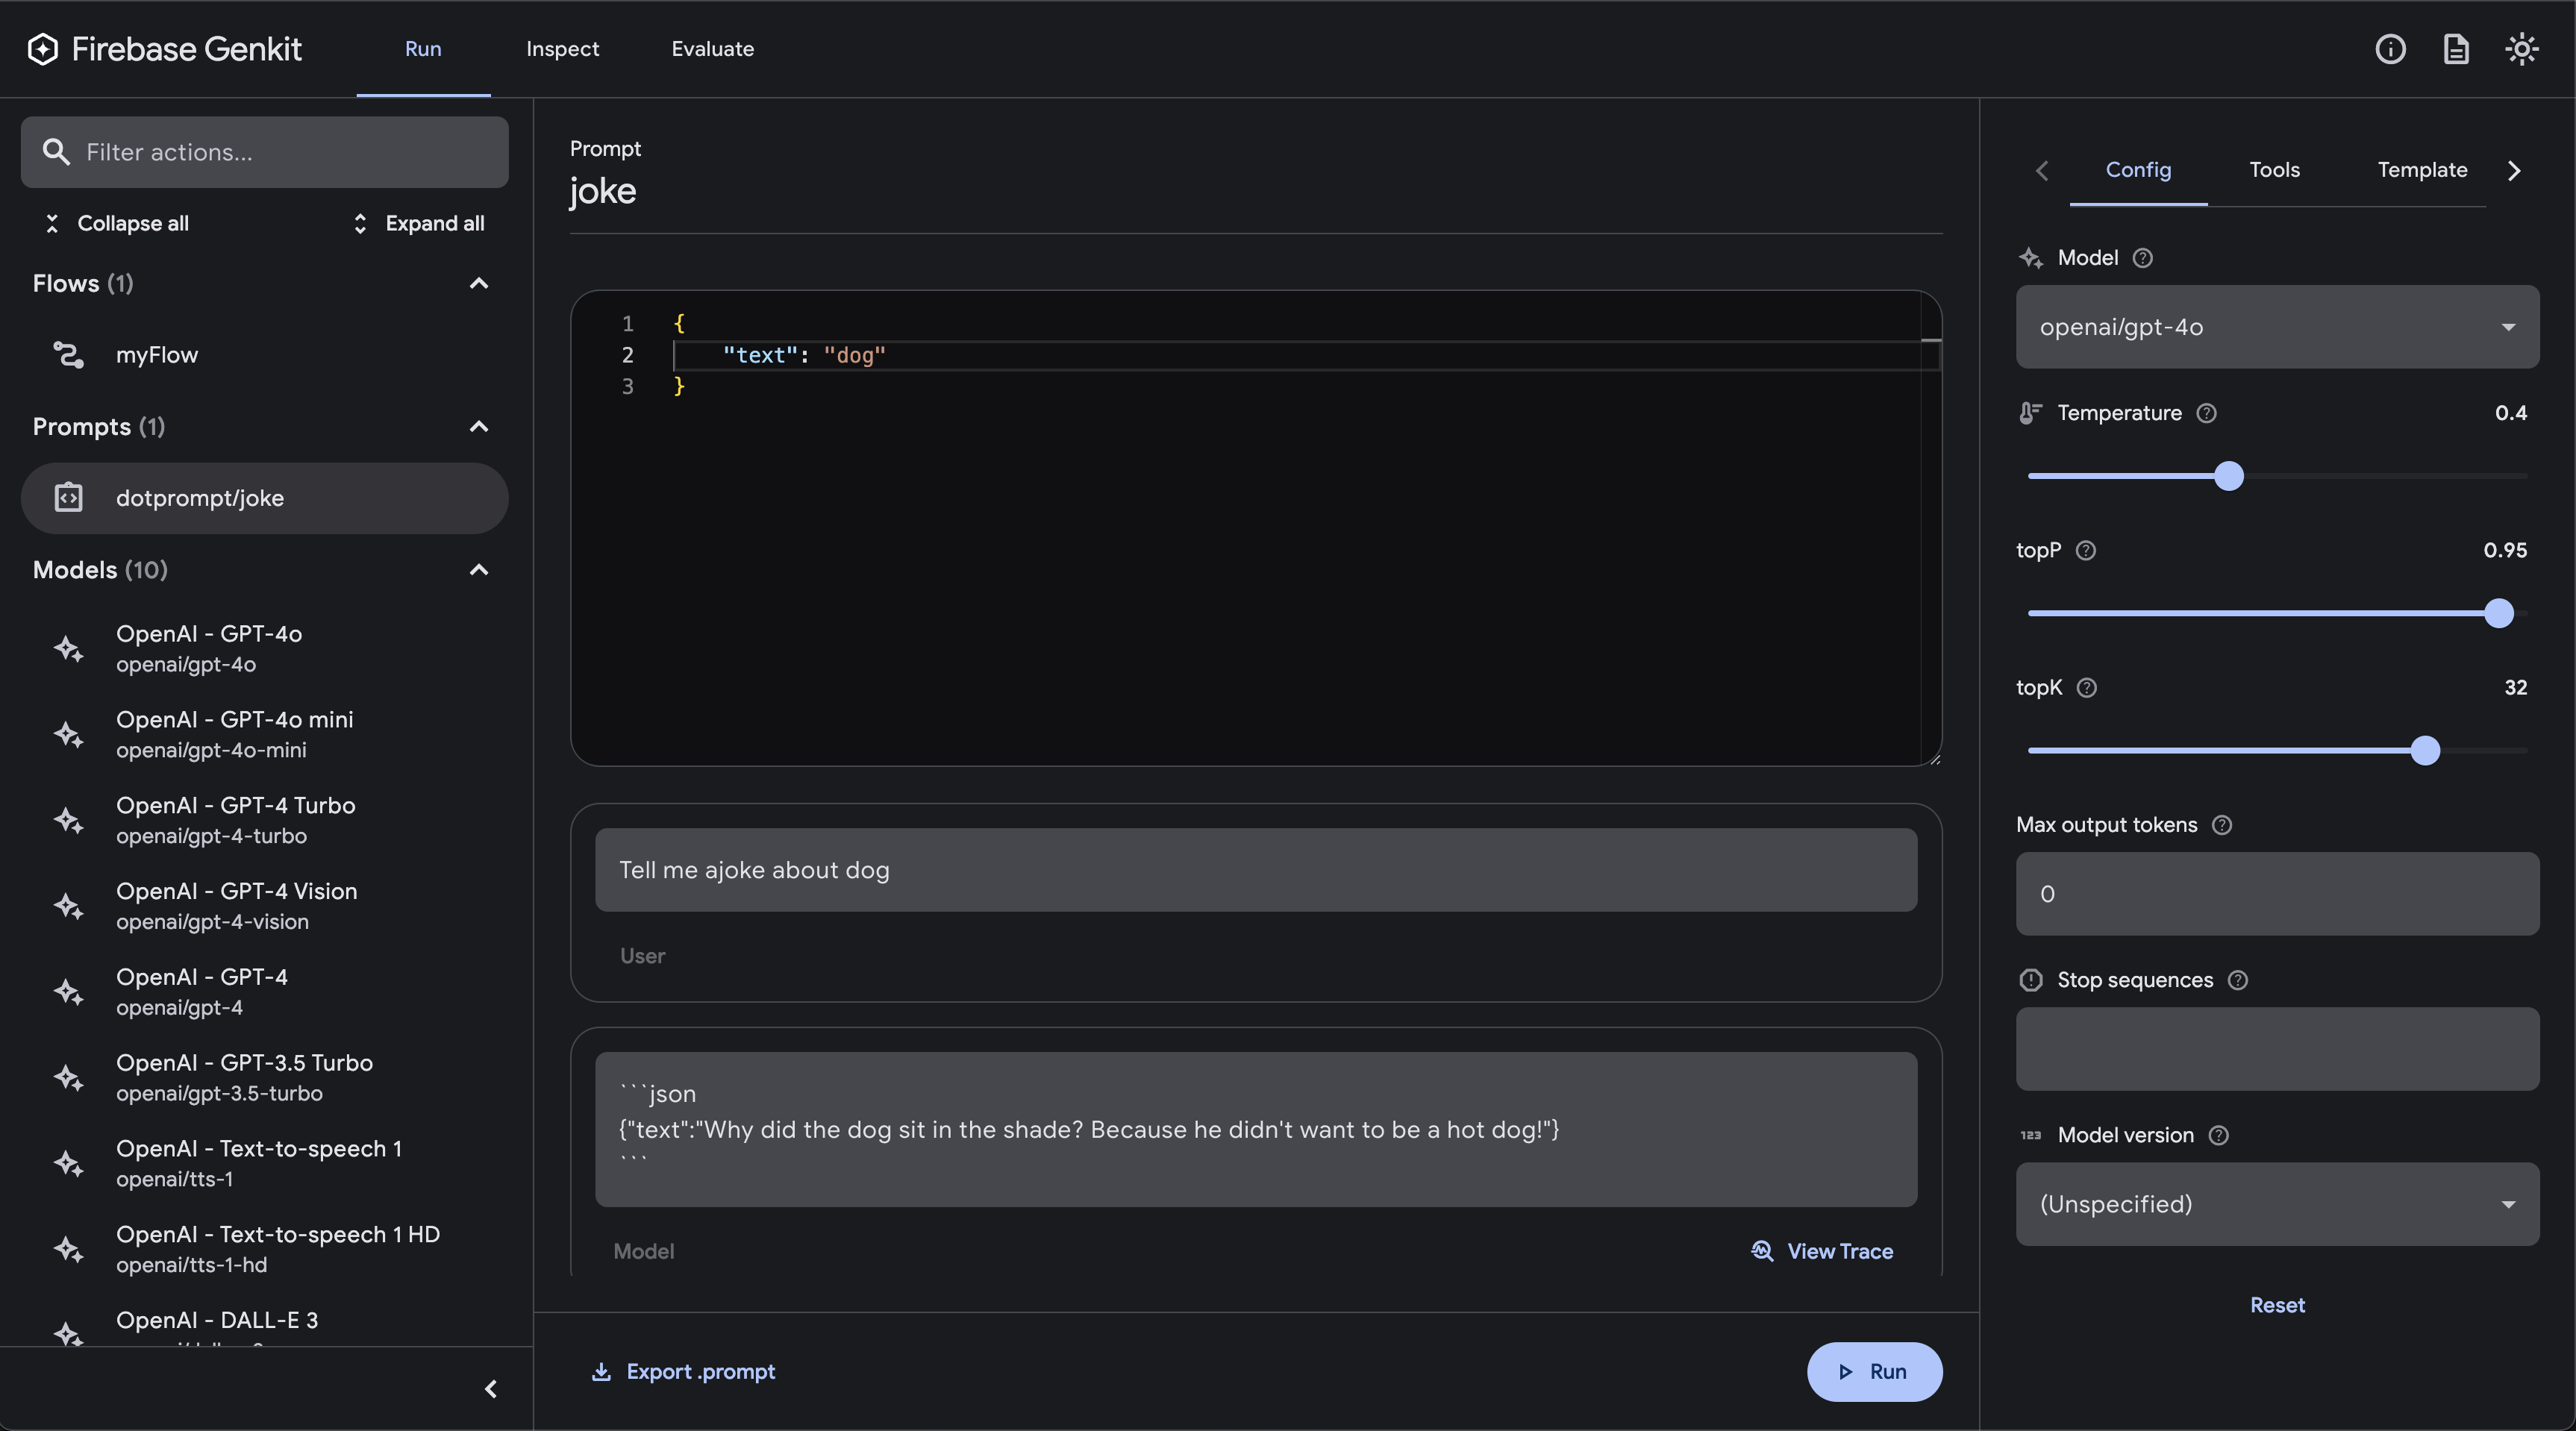 Firebase Genkit
Run
Inspect
Evaluate
Filter actions...
Collapse all
Expand all
Flows (1)
myFlow
Prompts (1)
dotprompt/joke
Models (10)
OpenAI - GPT-4o
openai/gpt-4o
OpenAI - GPT-4o mini
openai/gpt-4o-mini
OpenAI - GPT-4 Turbo
openai/gpt-4-turbo
OpenAI - GPT-4 Vision
openai/gpt-4-vision
OpenAI - GPT-4
openai/gpt-4
OpenAI - GPT-3.5 Turbo
openai/gpt-3.5-turbo
OpenAI - Text-to-speech 1
openai/tts-1
OpenAI - Text-to-speech 1 HD
openai/tts-1-hd
OpenAI - DALL-E 3
Prompt
joke
1 {
2 "text": "dog"
3 }
Tell me ajoke about dog
User
```json
{"text":"Why did the dog sit in the shade? Because he didn't want to be a hot dog!"}
```
Model
View Trace
Export .prompt
Run
Config
Tools
Template
Model
openai/gpt-4o
Temperature
0.4
topP
0.95
topK
32
Max output tokens
0
Stop sequences
123 Model version
(Unspecified)
Reset